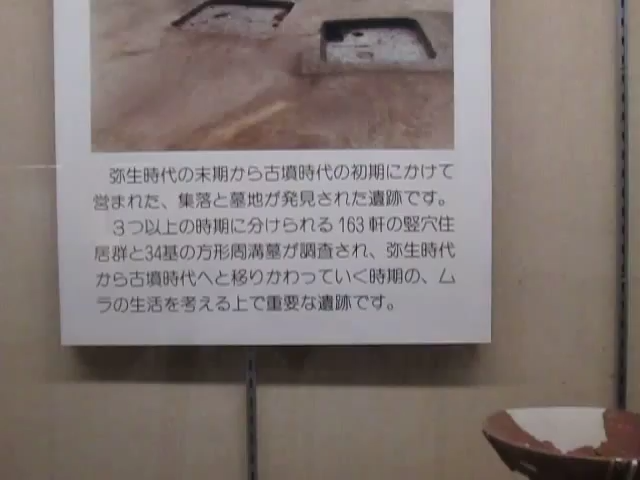 弥生時代の末期から古墳時代の初期にかけて
営まれた、集落と墓地が発見された遺跡です。
３つ以上の時期に分けられる 163 軒の竪穴住
居群と34基の方形周溝墓が調査され、弥生時代
から古墳時代へと移りかわっていく時期の、ム
ラの生活を考える上で重要な遺跡です。